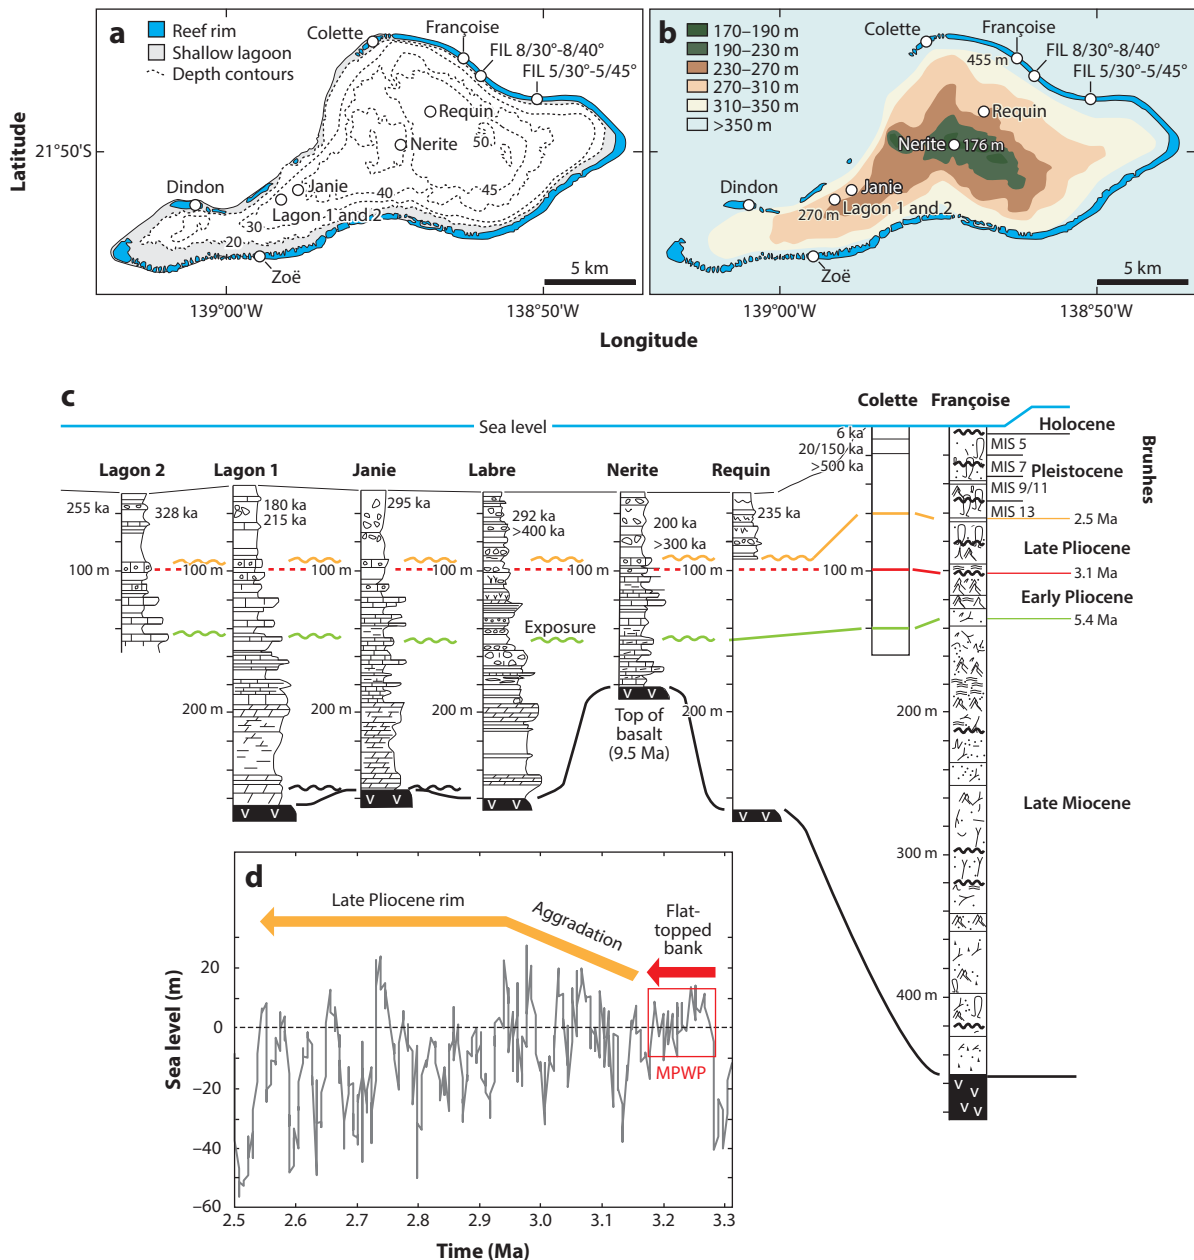 a
Reef rim
Shallow lagoon
Depth contours
Colette
Françoise
FIL 8/30°-8/40°
FIL 5/30°-5/45°
Requin
Nerite
50
Dindon
Janie
40
45
Lagon 1 and 2
30
20
Zoë
5 km
21°50'S
Latitude
139°00'W
138°50'W
b
170–190 m
190–230 m
230–270 m
270–310 m
310–350 m
>350 m
Colette
Françoise
FIL 8/30°-8/40°
455 m
FIL 5/30°-5/45°
Requin
Nerite
176 m
Dindon
Janie
Lagon 1 and 2
270 m
Zoë
5 km
139°00'W
138°50'W
Longitude
c
Colette
Françoise
Sea level
Holocene
Brunhes
6 ka
20/150 ka
>500 ka
MIS 5
MIS 7
Pleistocene
MIS 9/11
MIS 13
2.5 Ma
Late Pliocene
3.1 Ma
Early Pliocene
5.4 Ma
Lagon 2
Lagon 1
Janie
Labre
Nerite
Requin
255 ka
328 ka
180 ka
215 ka
295 ka
292 ka
>400 ka
200 ka
>300 ka
235 ka
100 m
100 m
100 m
100 m
100 m
100 m
100 m
Exposure
200 m
200 m
200 m
200 m
200 m
Top of
basalt
(9.5 Ma)
V V
V V
V V
V V
V V
Late Miocene
300 m
400 m
V
V
V V
d
Late Pliocene rim
Aggradation
Flat-
topped
bank
MPWP
Sea level (m)
20
0
−20
−40
−60
2.5
2.6
2.7
2.8
2.9
3.0
3.1
3.2
3.3
Time (Ma)